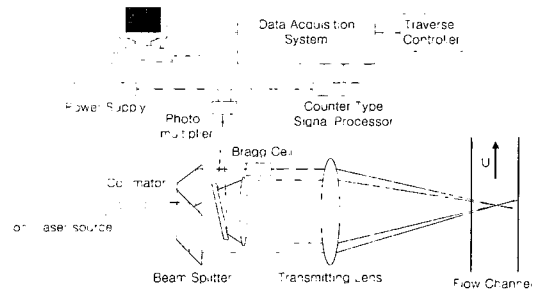 Data Acquisition
System
Traverse
Controller
Power Supply
Photo
multiplier
Counter Type
Signal Processor
Bragg Cell
U
Collimator
on Laser source
Beam Splitter
Transmitting Lens
Flow Channel